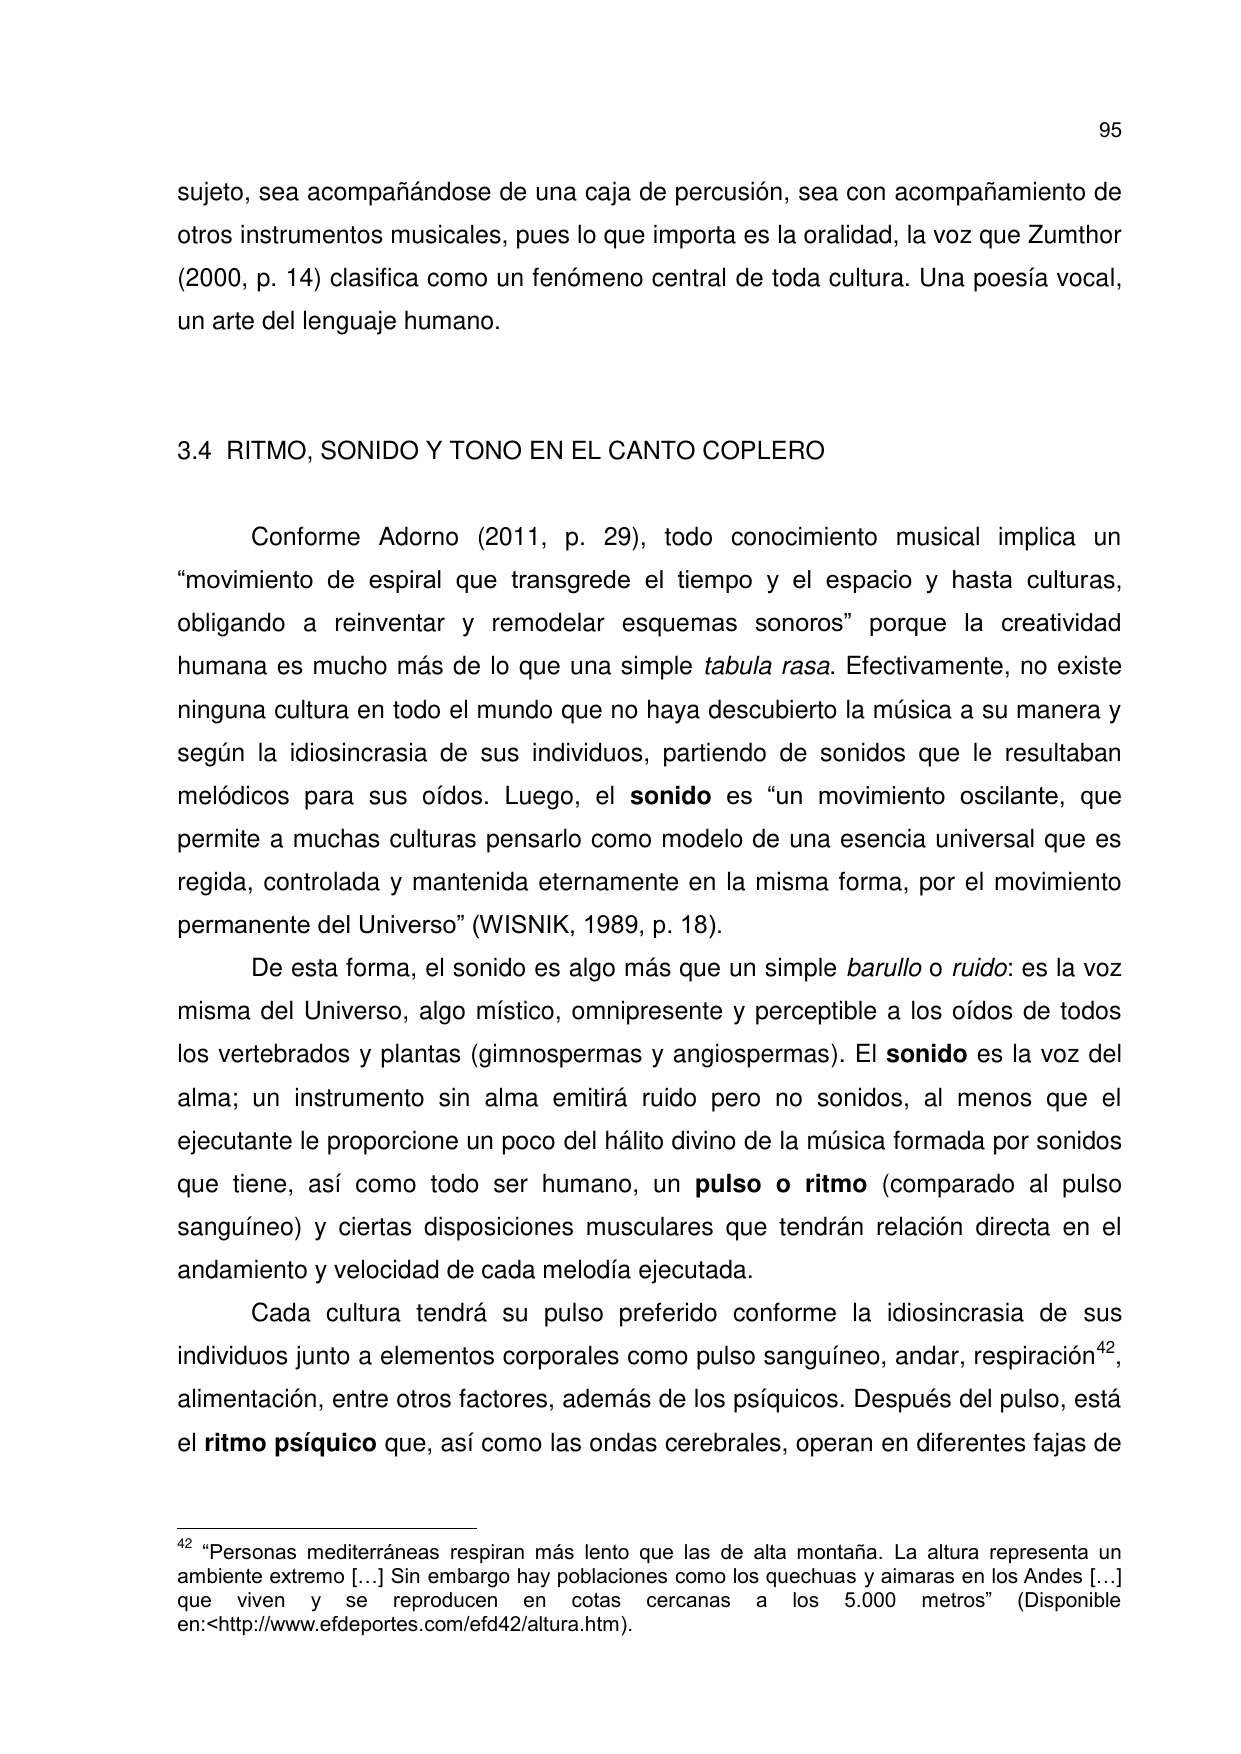 95
sujeto, sea acompañándose de una caja de percusión, sea con acompañamiento de
otros instrumentos musicales, pues lo que importa es la oralidad, la voz que Zumthor
(2000, p. 14) clasifica como un fenómeno central de toda cultura. Una poesía vocal,
un arte del lenguaje humano.
3.4 RITMO, SONIDO Y TONO EN EL CANTO COPLERO
Conforme Adorno (2011, p. 29), todo conocimiento musical implica un
“movimiento de espiral que transgrede el tiempo y el espacio y hasta culturas,
obligando a reinventar y remodelar esquemas sonoros” porque la creatividad
humana es mucho más de lo que una simple tabula rasa. Efectivamente, no existe
ninguna cultura en todo el mundo que no haya descubierto la música a su manera y
según la idiosincrasia de sus individuos, partiendo de sonidos que le resultaban
melódicos para sus oídos. Luego, el sonido es “un movimiento oscilante, que
permite a muchas culturas pensarlo como modelo de una esencia universal que es
regida, controlada y mantenida eternamente en la misma forma, por el movimiento
permanente del Universo” (WISNIK, 1989, p. 18).
De esta forma, el sonido es algo más que un simple barullo o ruido: es la voz
misma del Universo, algo místico, omnipresente y perceptible a los oídos de todos
los vertebrados y plantas (gimnospermas y angiospermas). El sonido es la voz del
alma; un instrumento sin alma emitirá ruido pero no sonidos, al menos que el
ejecutante le proporcione un poco del hálito divino de la música formada por sonidos
que tiene, así como todo ser humano, un pulso o ritmo (comparado al pulso
sanguíneo) y ciertas disposiciones musculares que tendrán relación directa en el
andamiento y velocidad de cada melodía ejecutada.
Cada cultura tendrá su pulso preferido conforme la idiosincrasia de sus
individuos junto a elementos corporales como pulso sanguíneo, andar, respiración42,
alimentación, entre otros factores, además de los psíquicos. Después del pulso, está
el ritmo psíquico que, así como las ondas cerebrales, operan en diferentes fajas de
42 “Personas mediterráneas respiran más lento que las de alta montaña. La altura representa un
ambiente extremo […] Sin embargo hay poblaciones como los quechuas y aimaras en los Andes […]
que viven y se reproducen en cotas cercanas a los 5.000 metros” (Disponible
en:<http://www.efdeportes.com/efd42/altura.htm).